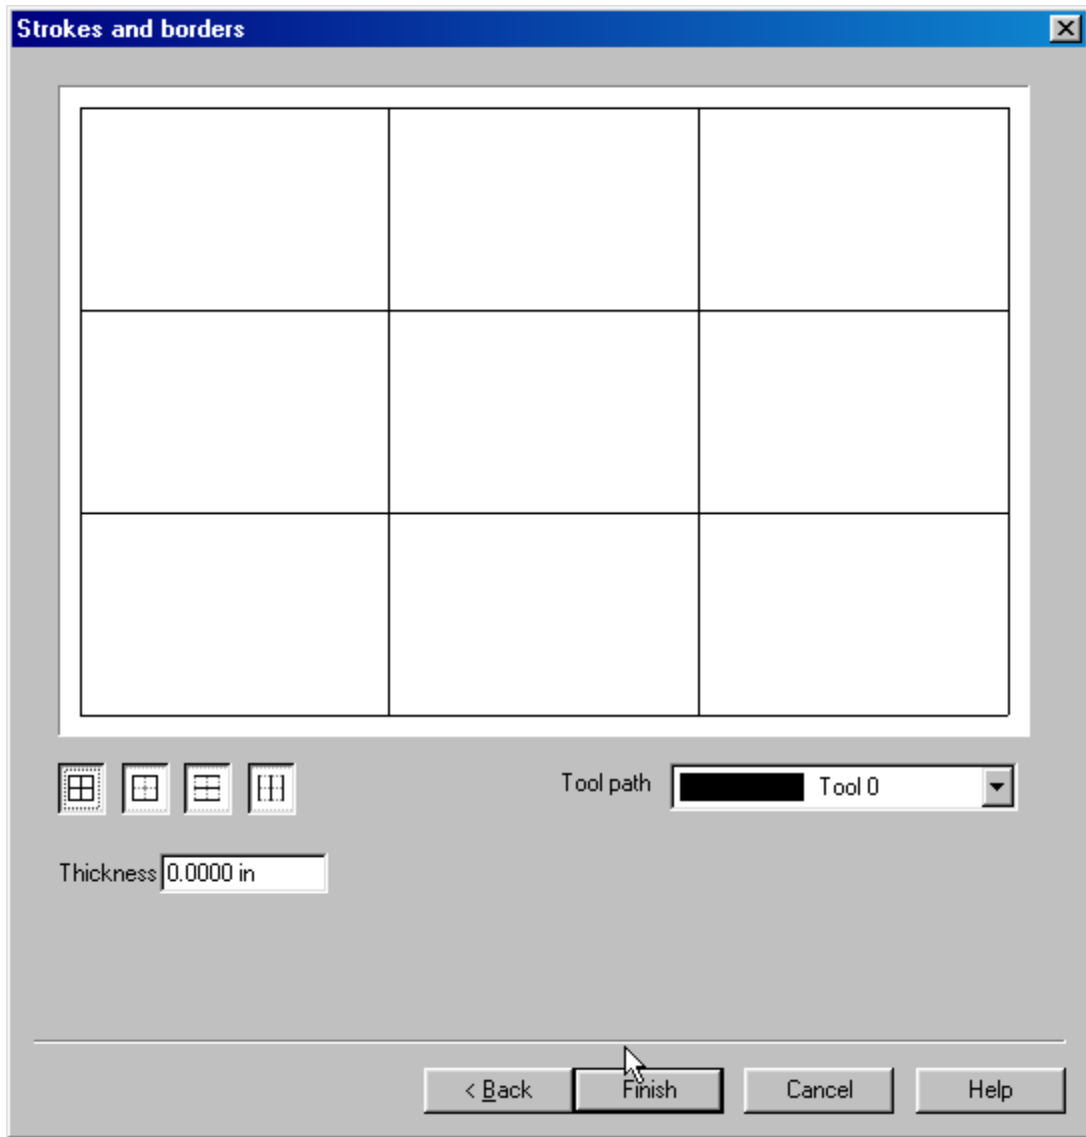 Strokes and borders
Tool path Tool 0
Thickness 0.0000 in
< Back Finish Cancel Help